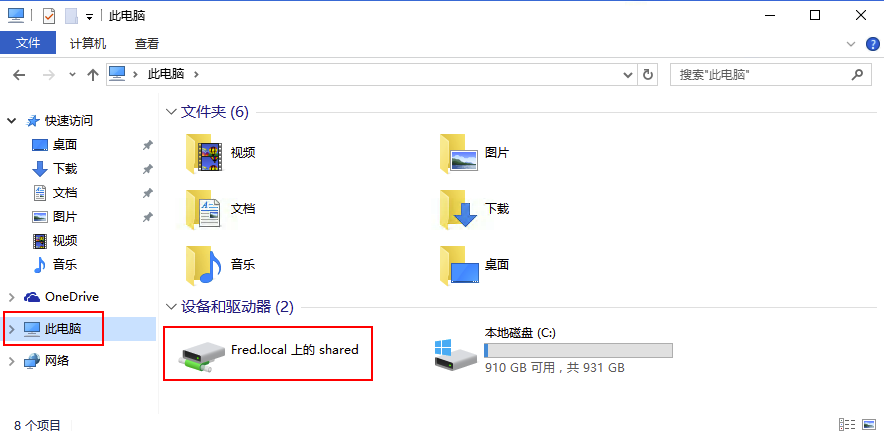 此电脑
文件 计算机 查看
此电脑
搜索"此电脑"
快速访问
桌面
下载
文档
图片
视频
音乐
OneDrive
此电脑
网络
文件夹 (6)
视频
图片
文档
下载
音乐
桌面
设备和驱动器 (2)
Fred.local 上的 shared
本地磁盘 (C:)
910 GB 可用，共 931 GB
8 个项目